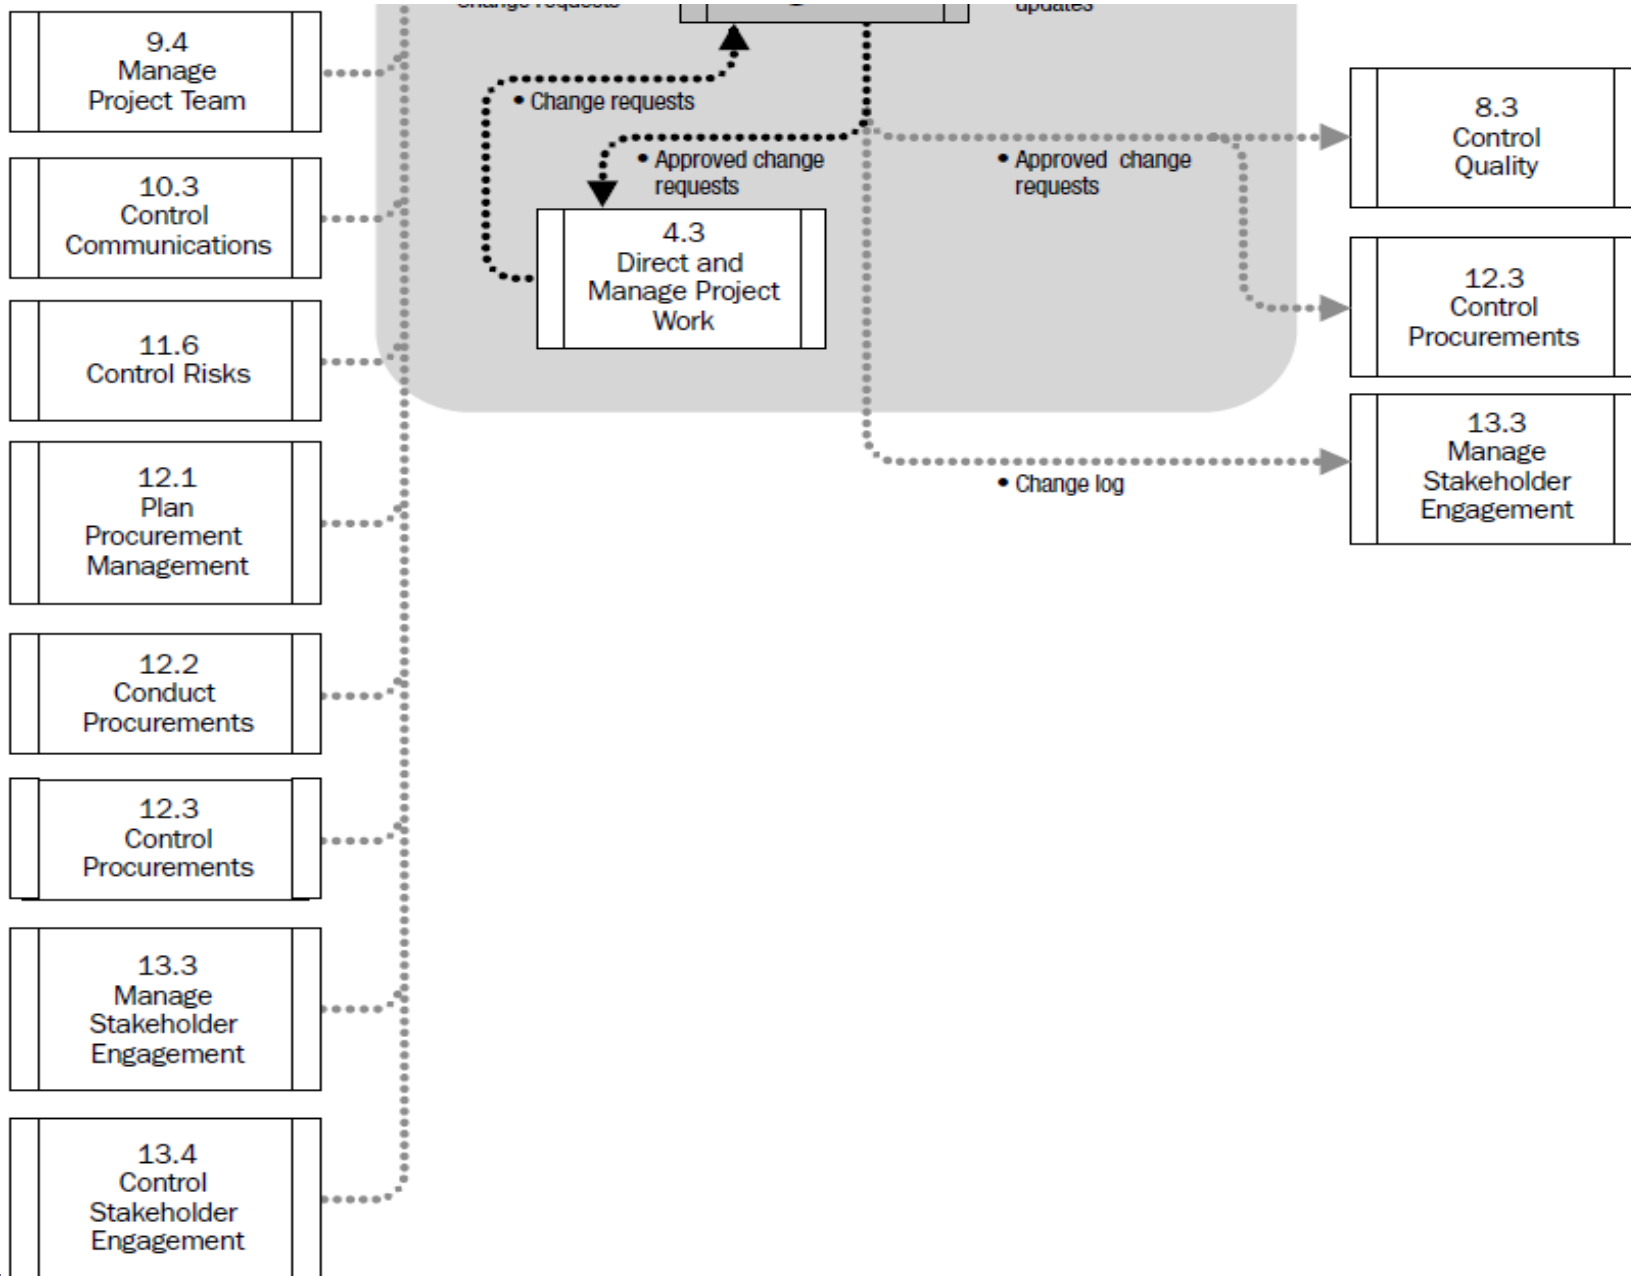 Change requests
updates
9.4
Manage
Project Team
10.3
Control
Communications
11.6
Control Risks
12.1
Plan
Procurement
Management
12.2
Conduct
Procurements
12.3
Control
Procurements
13.3
Manage
Stakeholder
Engagement
13.4
Control
Stakeholder
Engagement
• Change requests
• Approved change
requests
4.3
Direct and
Manage Project
Work
• Approved change
requests
• Change log
8.3
Control
Quality
12.3
Control
Procurements
13.3
Manage
Stakeholder
Engagement